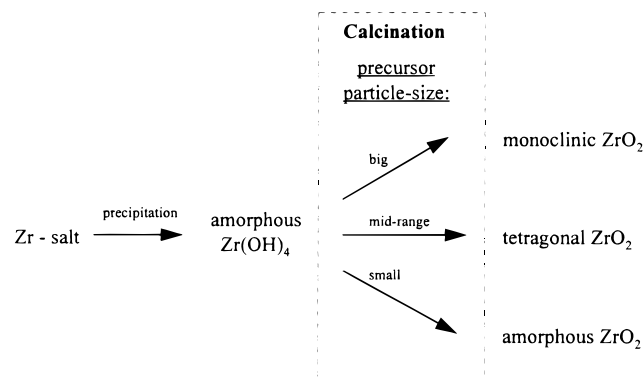 Calcination
precursor
particle-size:
monoclinic ZrO₂
big
precipitation
amorphous
mid-range
Zr - salt
Zr(OH)₄
tetragonal ZrO₂
small
amorphous ZrO₂